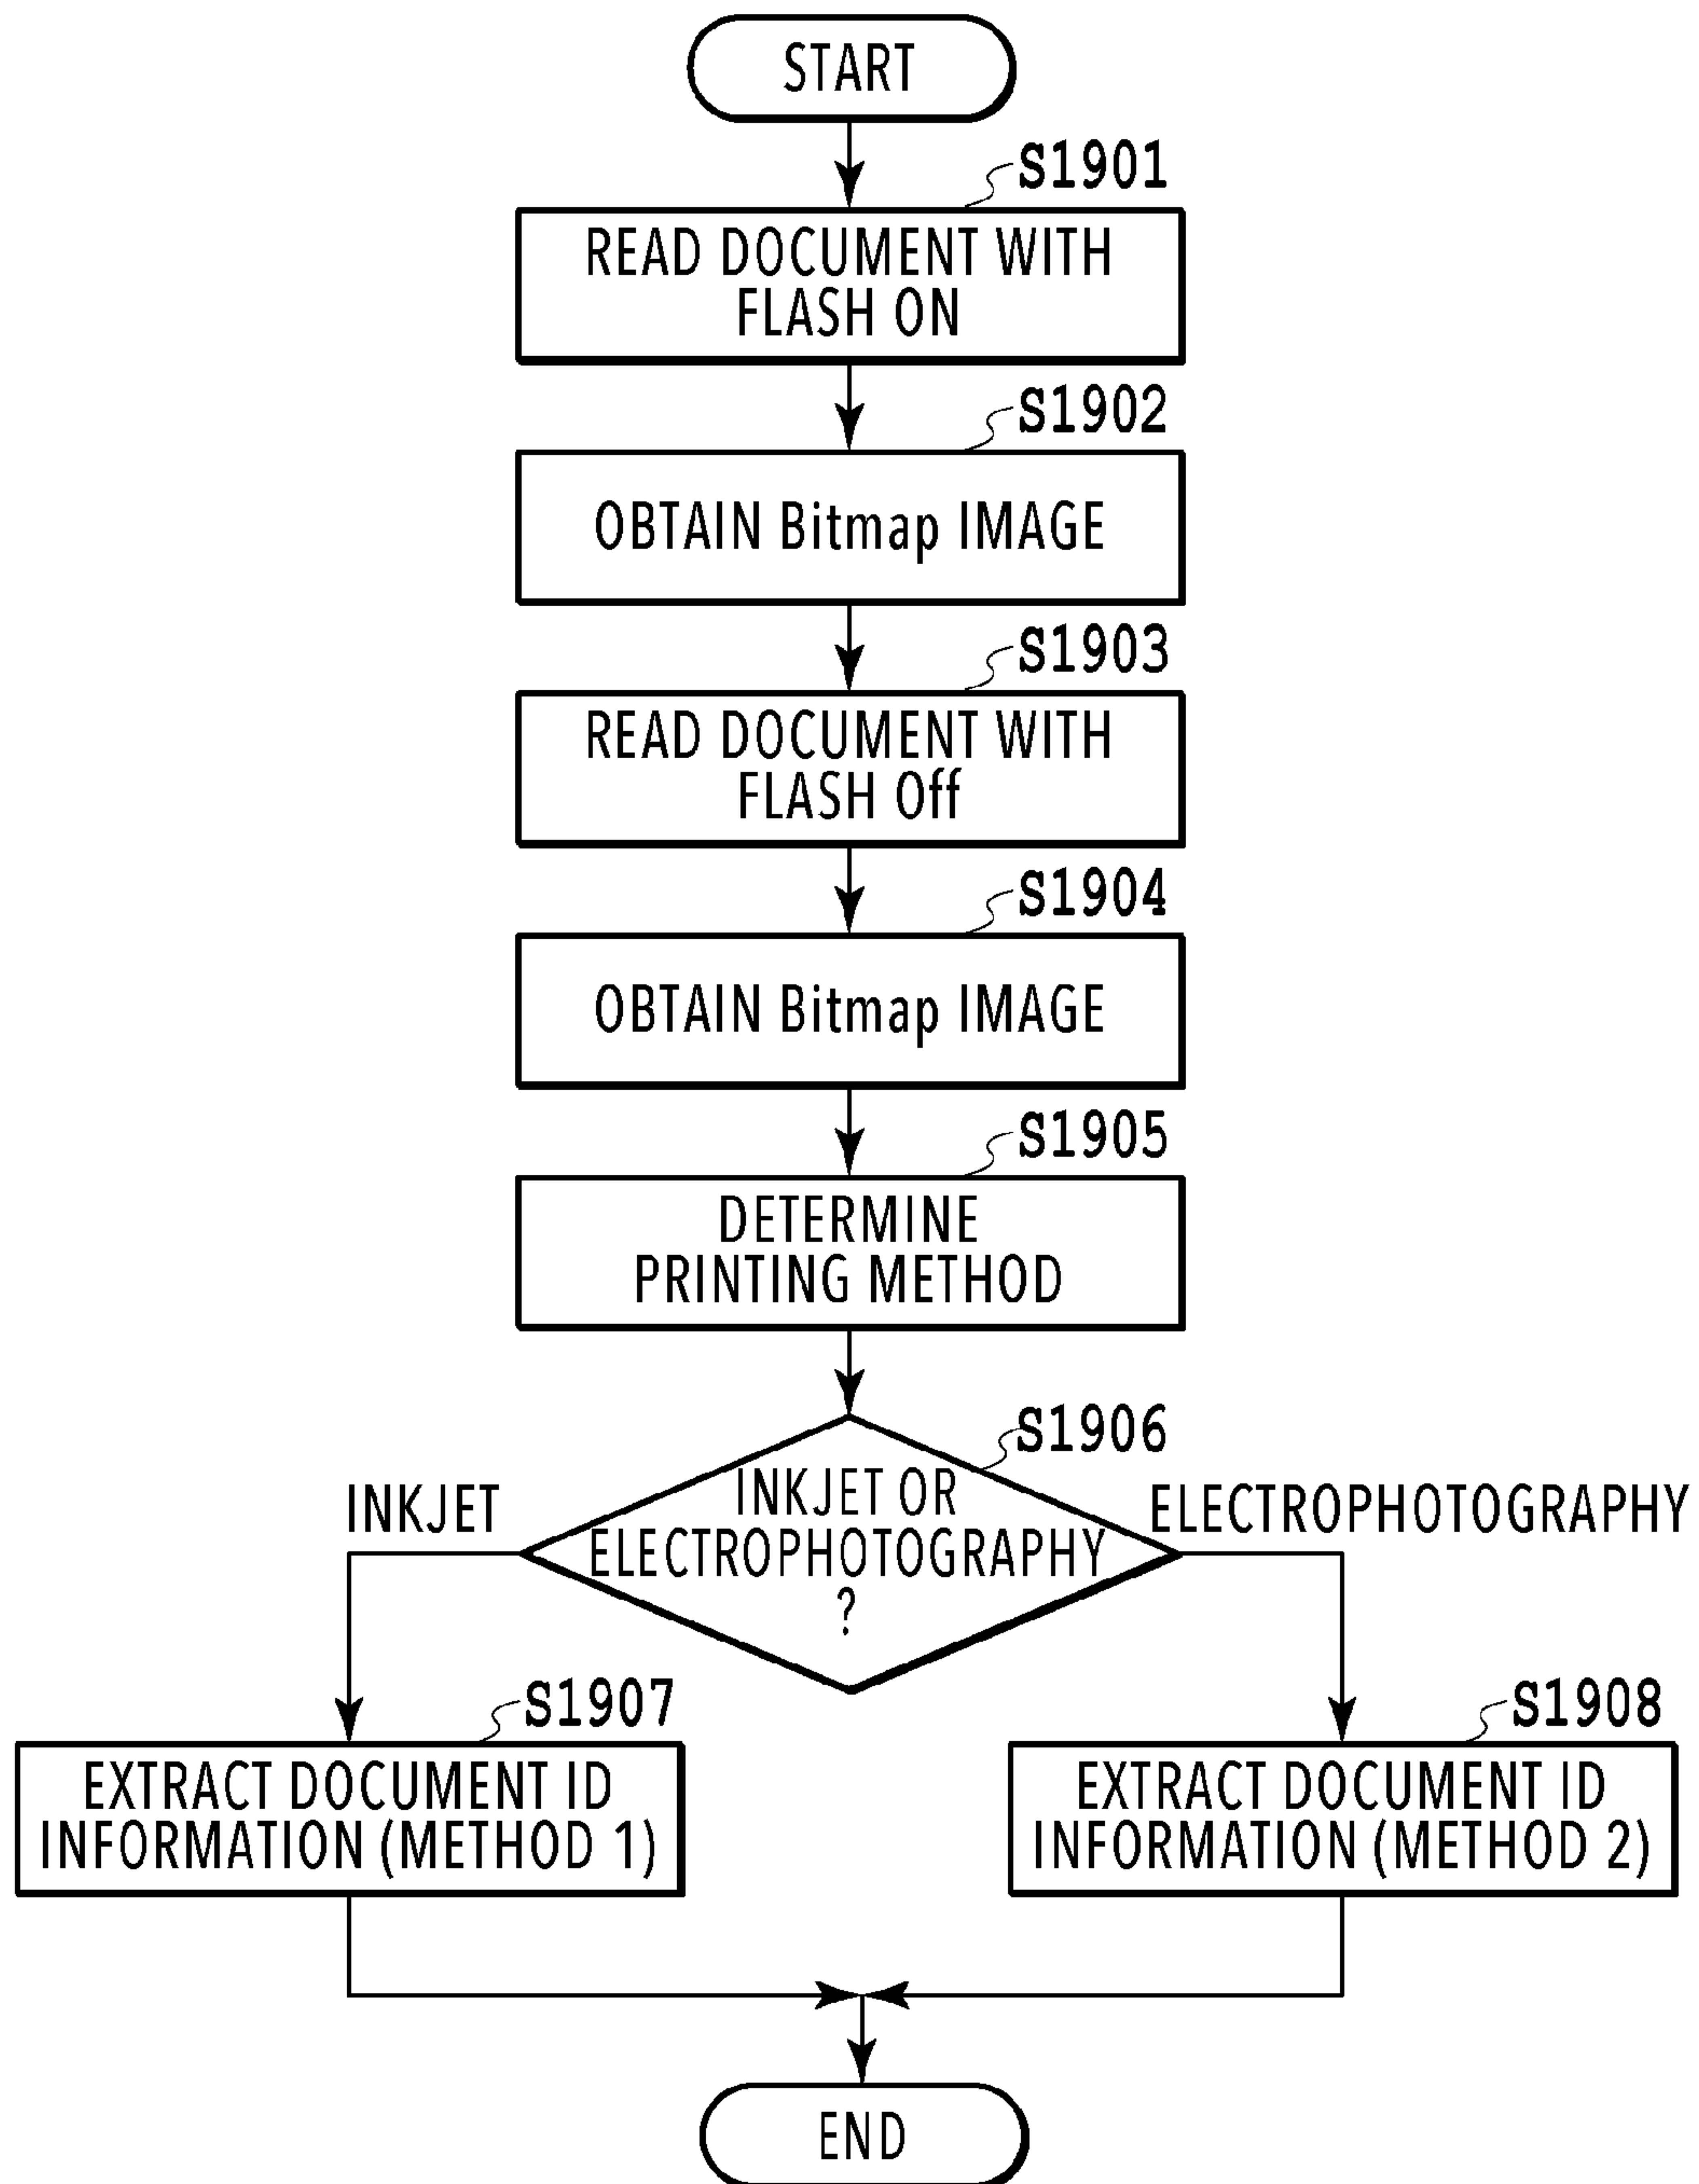 START
S1901
READ DOCUMENT WITH
FLASH ON
S1902
OBTAIN Bitmap IMAGE
S1903
READ DOCUMENT WITH
FLASH Off
S1904
OBTAIN Bitmap IMAGE
S1905
DETERMINE
PRINTING METHOD
S1906
INKJET OR
ELECTROPHOTOGRAPHY
?
INKJET
ELECTROPHOTOGRAPHY
S1907
EXTRACT DOCUMENT ID
INFORMATION (METHOD 1)
S1908
EXTRACT DOCUMENT ID
INFORMATION (METHOD 2)
END